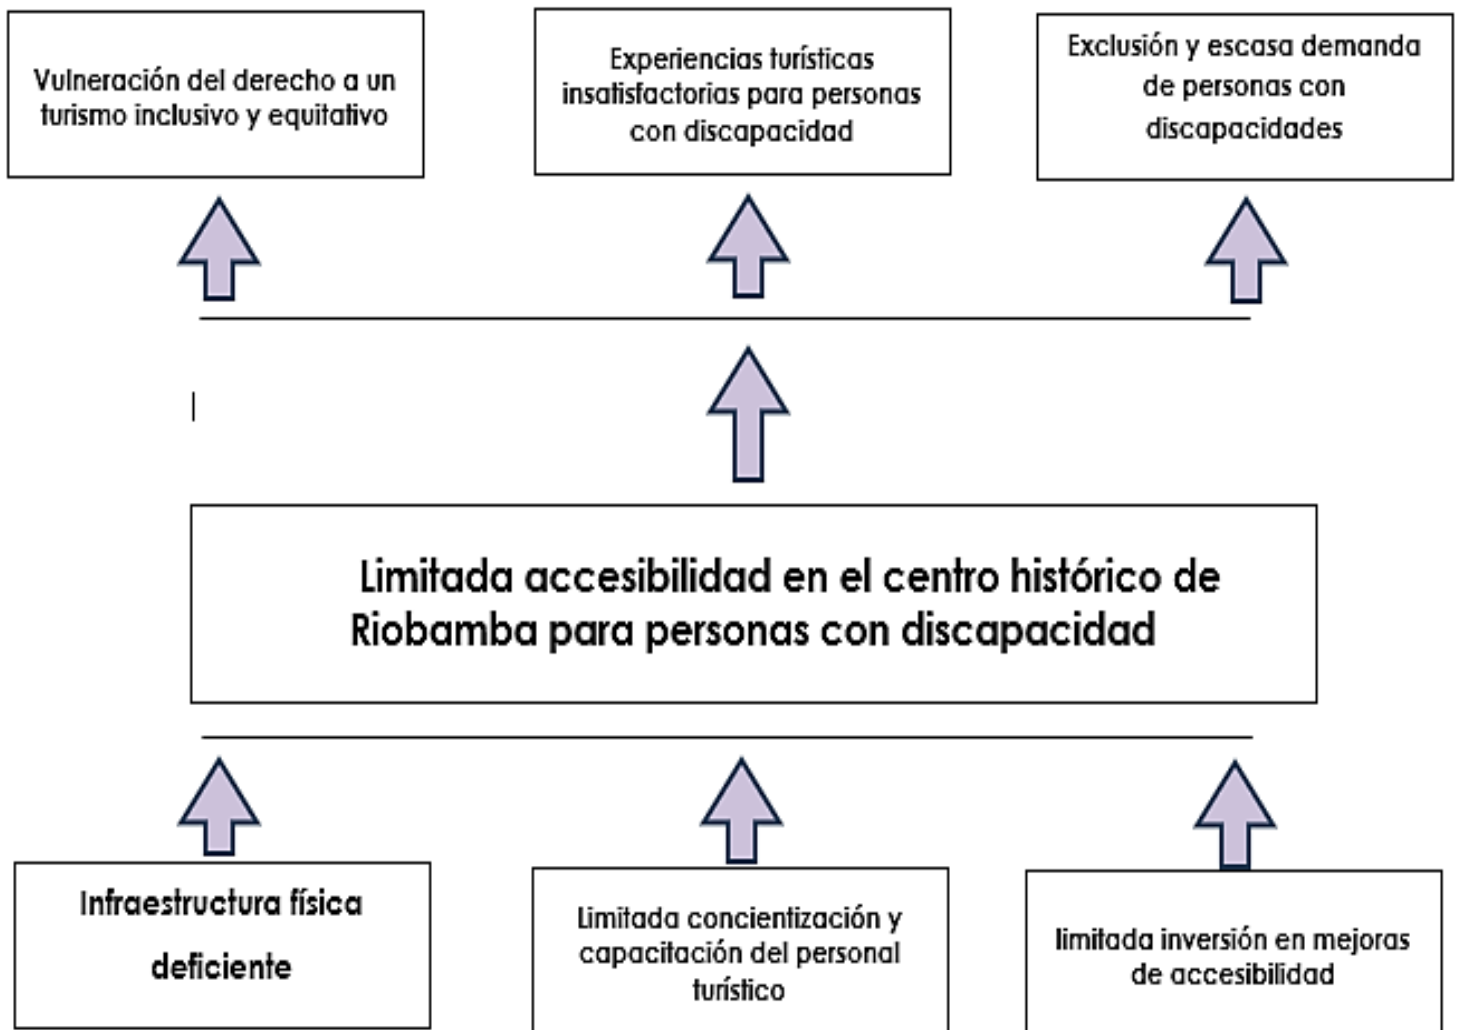 Vulneración del derecho a un
turismo inclusivo y equitativo
Experiencias turísticas
insatisfactorias para personas
con discapacidad
Exclusión y escasa demanda
de personas con
discapacidades
Limitada accesibilidad en el centro histórico de
Riobamba para personas con discapacidad
Infraestructura física
deficiente
Limitada concientización y
capacitación del personal
turístico
limitada inversión en mejoras
de accesibilidad